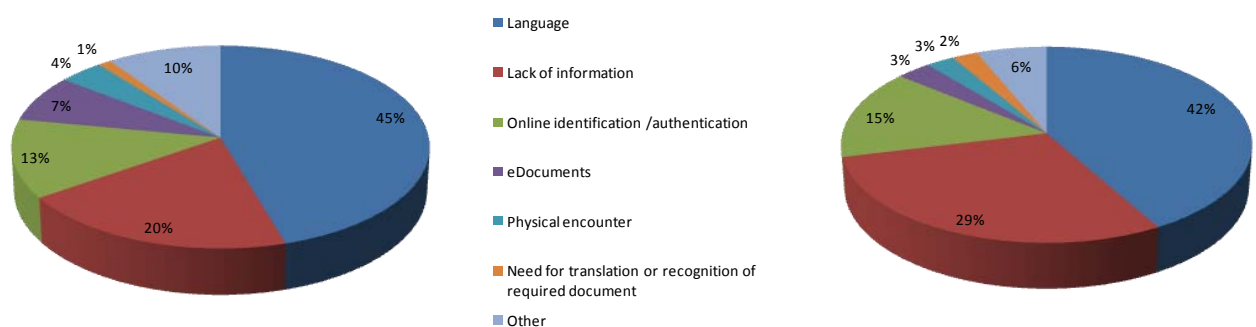 45%
20%
13%
7%
4%
1%
10%
Language
Lack of information
Online identification /authentication
eDocuments
Physical encounter
Need for translation or recognition of
required document
Other
42%
29%
15%
3%
3%
2%
6%